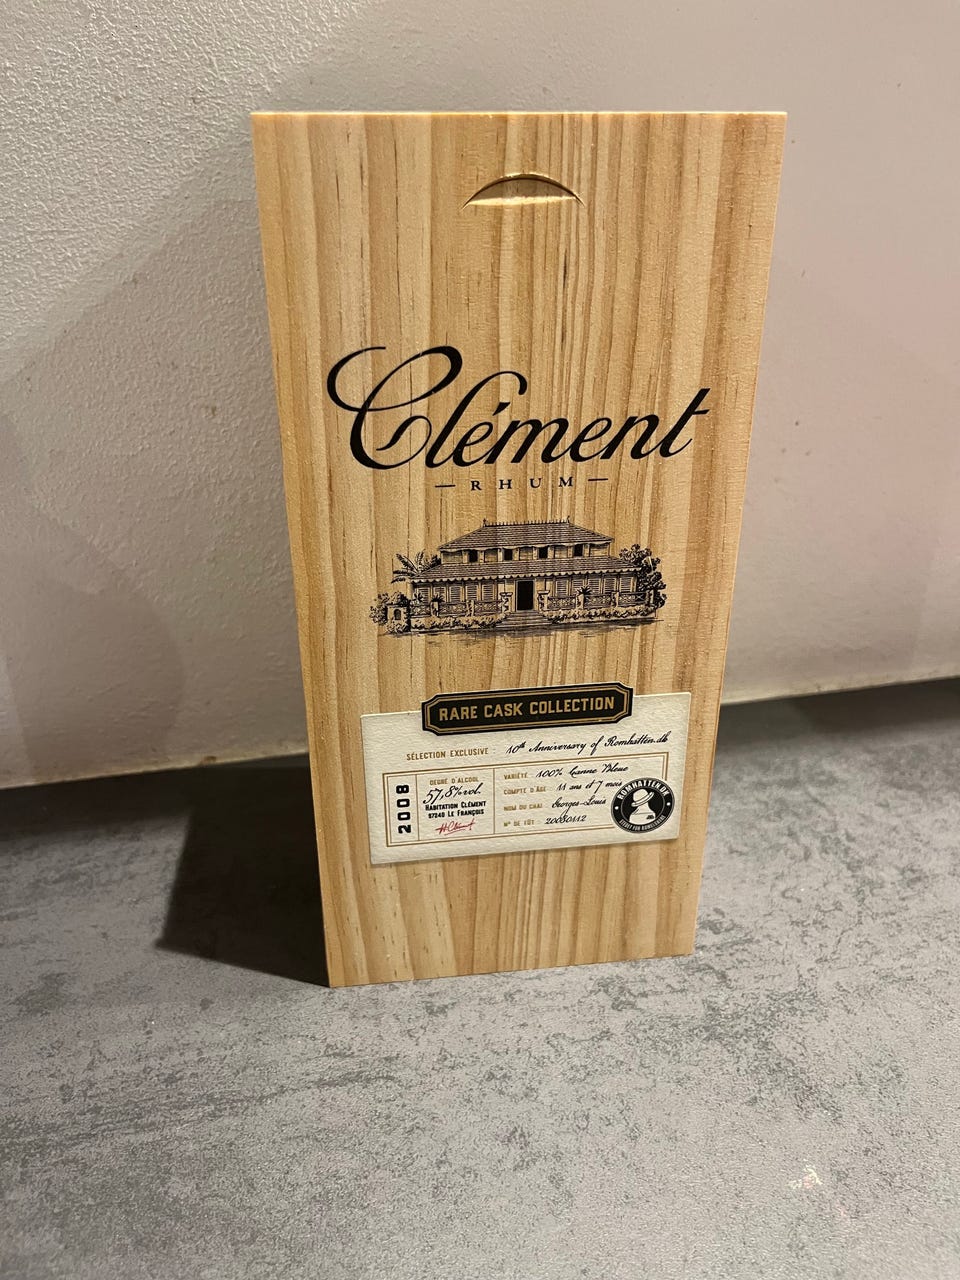 Clément
RHUM
RARE CASK COLLECTION
SÉLECTION EXCLUSIVE : 10th Anniversary of Romhatten.dk
2008
DEGRÉ D'ALCOOL
57,8% vol.
HABITATION CLÉMENT
97240 LE FRANÇOIS
H. Clément
VARIÉTÉ : 100% Canne Bleue
COMPTE D'ÂGE : 11 ans et 7 mois
NOM DU CHAI : Georges-Louis
N° DE FÛT : 20080112
ROMHATTEN.DK